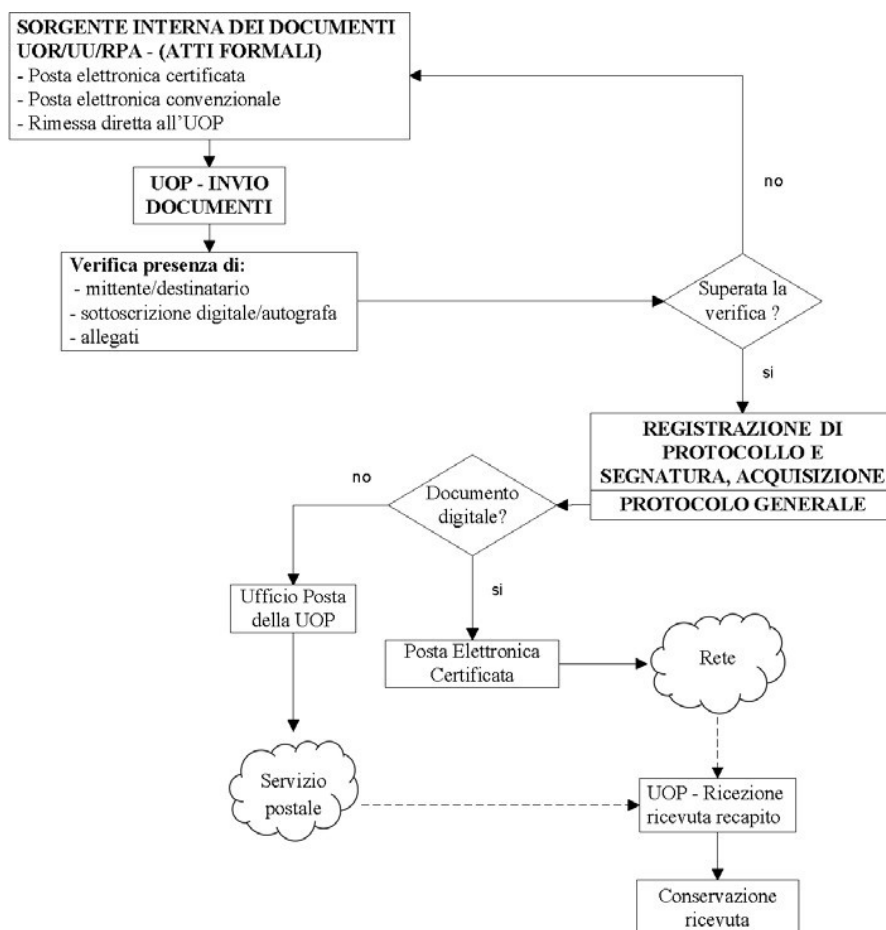 SORGENTE INTERNA DEI DOCUMENTI
UOR/UU/RPA - (ATTI FORMALI)
- Posta elettronica certificata
- Posta elettronica convenzionale
- Rimessa diretta all'UOP
no
UOP - INVIO
DOCUMENTI
Verifica presenza di:
- mittente/destinatario
- sottoscrizione digitale/autografa
- allegati
Superata la
verifica ?
si
REGISTRAZIONE DI
PROTOCOLLO E
SEGNATURA, ACQUISIZIONE
PROTOCOLO GENERALE
no
Documento
digitale?
si
Ufficio Posta
della UOP
Posta Elettronica
Certificata
Rete
Servizio
postale
UOP - Ricezione
ricevuta recapito
Conservazione
ricevuta